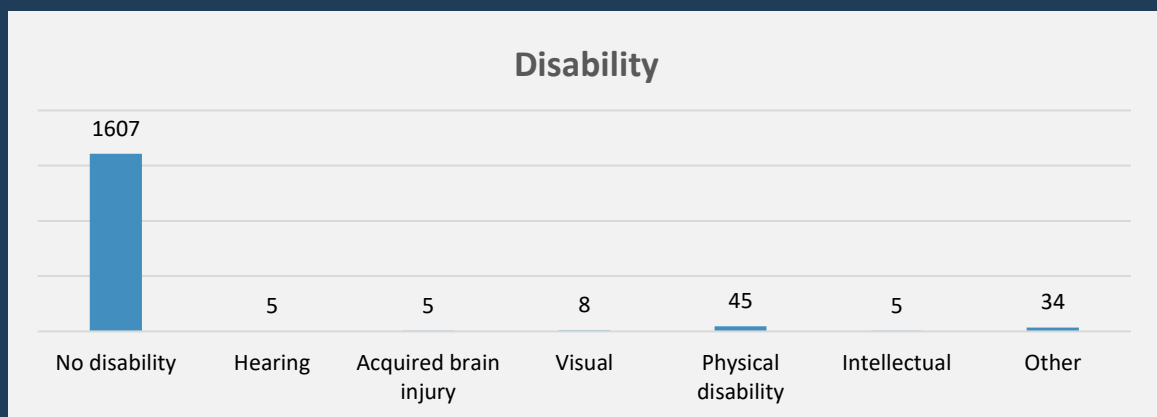 Disability
1607
5
5
8
45
5
34
No disability
Hearing
Acquired brain
injury
Visual
Physical
disability
Intellectual
Other